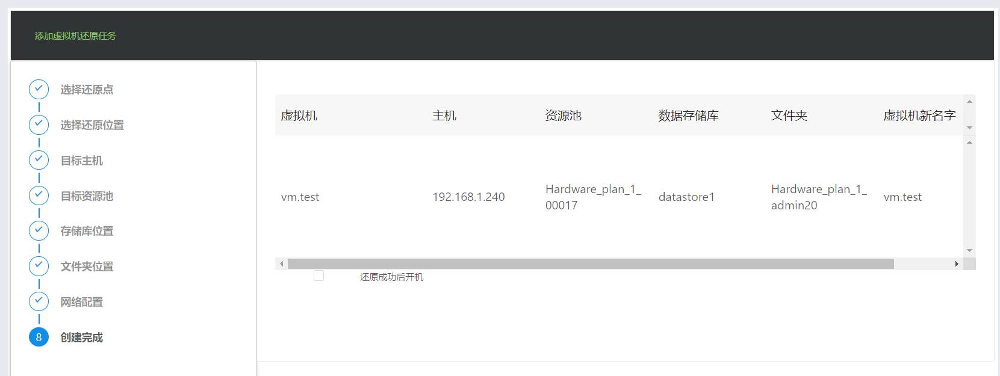 添加虚拟机还原任务
选择还原点
选择还原位置
目标主机
目标资源池
存储库位置
文件夹位置
网络配置
8 创建完成
虚拟机 主机 资源池 数据存储库 文件夹 虚拟机新名字
vm.test 192.168.1.240 Hardware_plan_1_ datastore1 Hardware_plan_1_ vm.test
00017 admin20
还原成功后开机